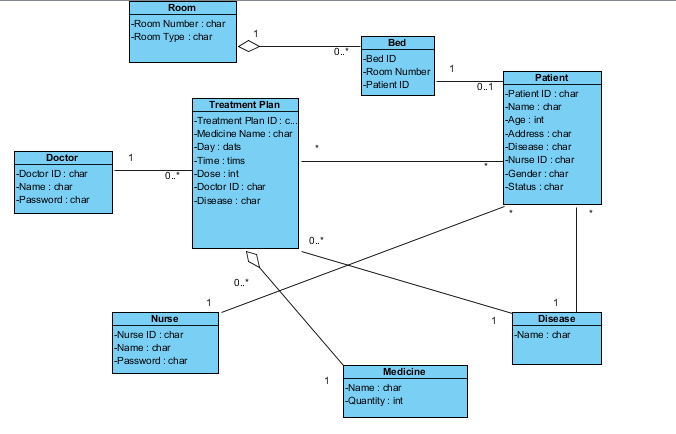 Room
-Room Number : char
-Room Type : char
1
0..*
Bed
-Bed ID
-Room Number
-Patient ID
1
0..1
Patient
-Patient ID : char
-Name : char
-Age : int
-Address : char
-Disease : char
-Nurse ID : char
-Gender : char
-Status : char
Treatment Plan
-Treatment Plan ID : c...
-Medicine Name : char
-Day : dats
-Time : tims
-Dose : int
-Doctor ID : char
-Disease : char
*
*
Doctor
-Doctor ID : char
-Name : char
-Password : char
1
0..*
*
*
0..*
0..*
1
1
1
1
Nurse
-Nurse ID : char
-Name : char
-Password : char
Disease
-Name : char
Medicine
-Name : char
-Quantity : int